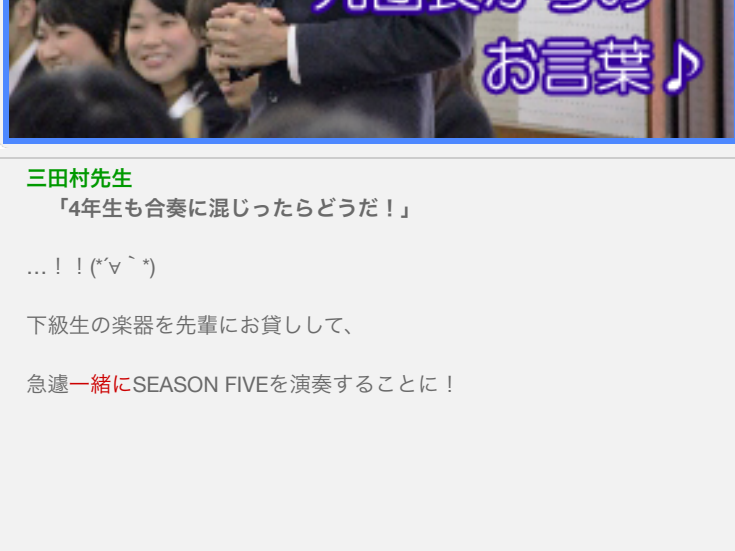 お言葉♪
三田村先生
「4年生も合奏に混じったらどうだ！」
…！！(*´∀｀*)
下級生の楽器を先輩にお貸しして、
急遽一緒にSEASON FIVEを演奏することに！